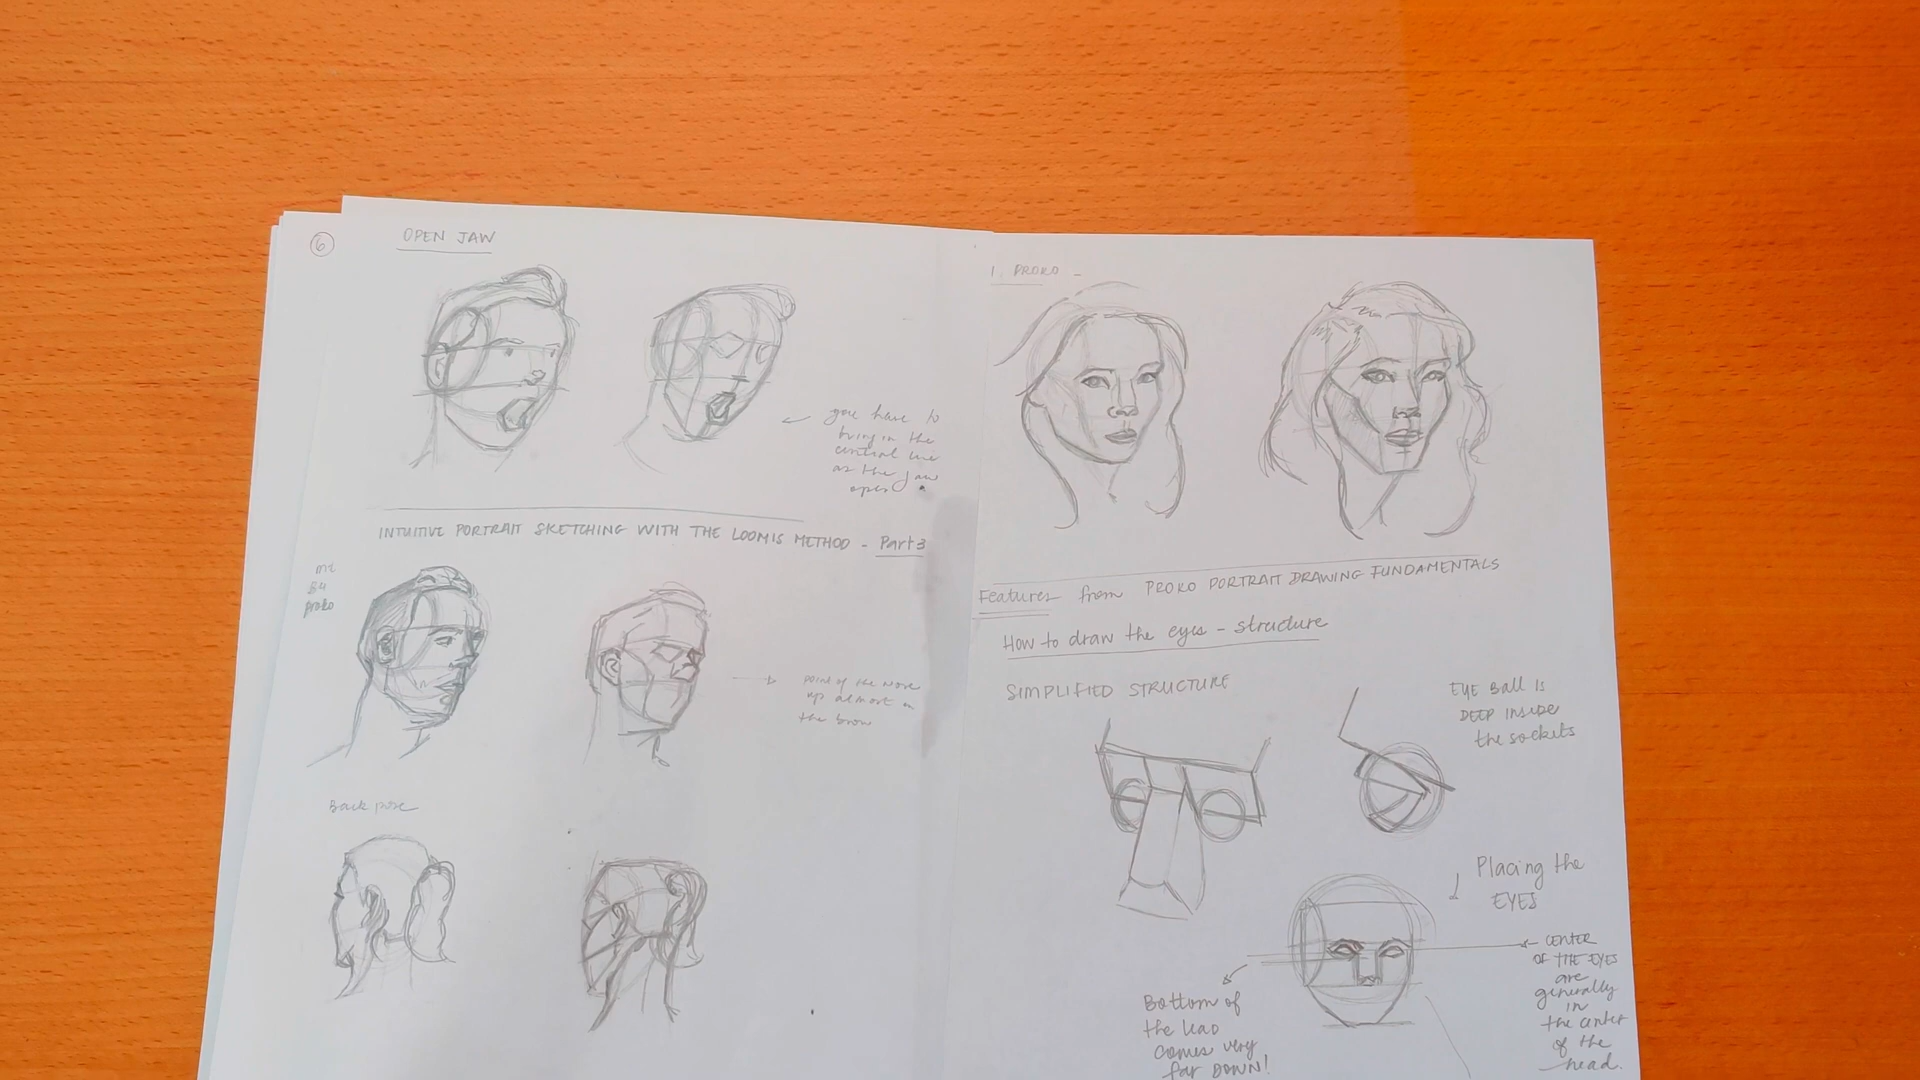 6
OPEN JAW
you have to
bring in the
central line
as the Jaw
opens.
INTUITIVE PORTRAIT SKETCHING WITH THE LOOMIS METHOD - Part 3
me
B4
proko
point of the nose
up almost in
the brow
Back pose
1. PROKO -
Features from PROKO PORTRAIT DRAWING FUNDAMENTALS
How to draw the eyes - structure
SIMPLIFIED STRUCTURE
EYE Ball is
DEEP inside
the sockets
Placing the
EYES
CENTER
OF THE EYES
are
generally
in
the center
of the
head.
Bottom of
the
comes very
far DOWN!